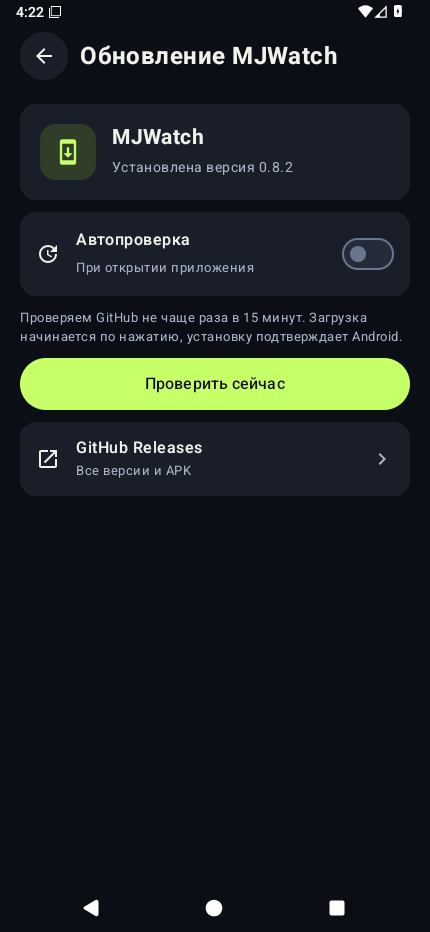 4:22
Обновление MJWatch
MJWatch
Установлена версия 0.8.2
Автопроверка
При открытии приложения
Проверяем GitHub не чаще раза в 15 минут. Загрузка
начинается по нажатию, установку подтверждает Android.
Проверить сейчас
GitHub Releases
Все версии и APK